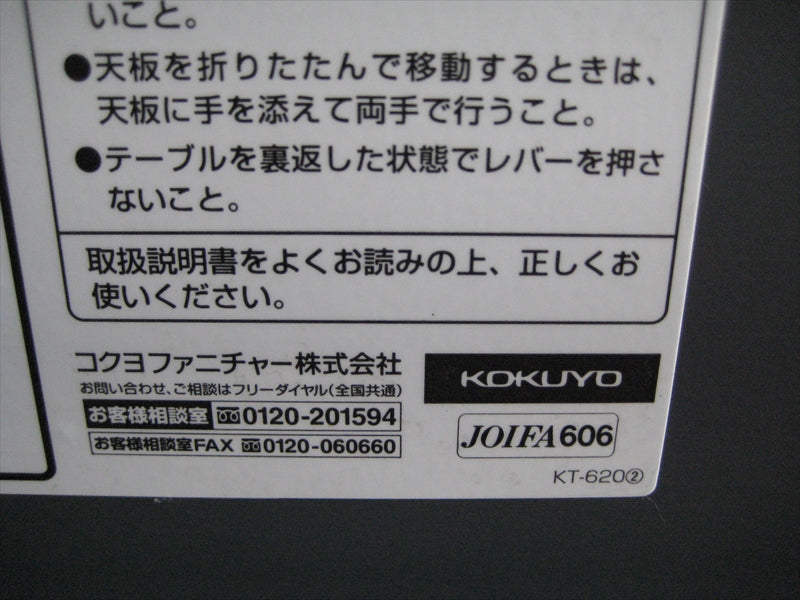 いこと。
●天板を折りたたんで移動するときは、
天板に手を添えて両手で行うこと。
●テーブルを裏返した状態でレバーを押さ
ないこと。
取扱説明書をよくお読みの上、正しくお
使いください。
コクヨファニチャー株式会社
お問い合わせ、ご相談はフリーダイヤル(全国共通)
お客様相談室 0120-201594
お客様相談室FAX 0120-060660
KOKUYO
JOIFA606
KT-620②